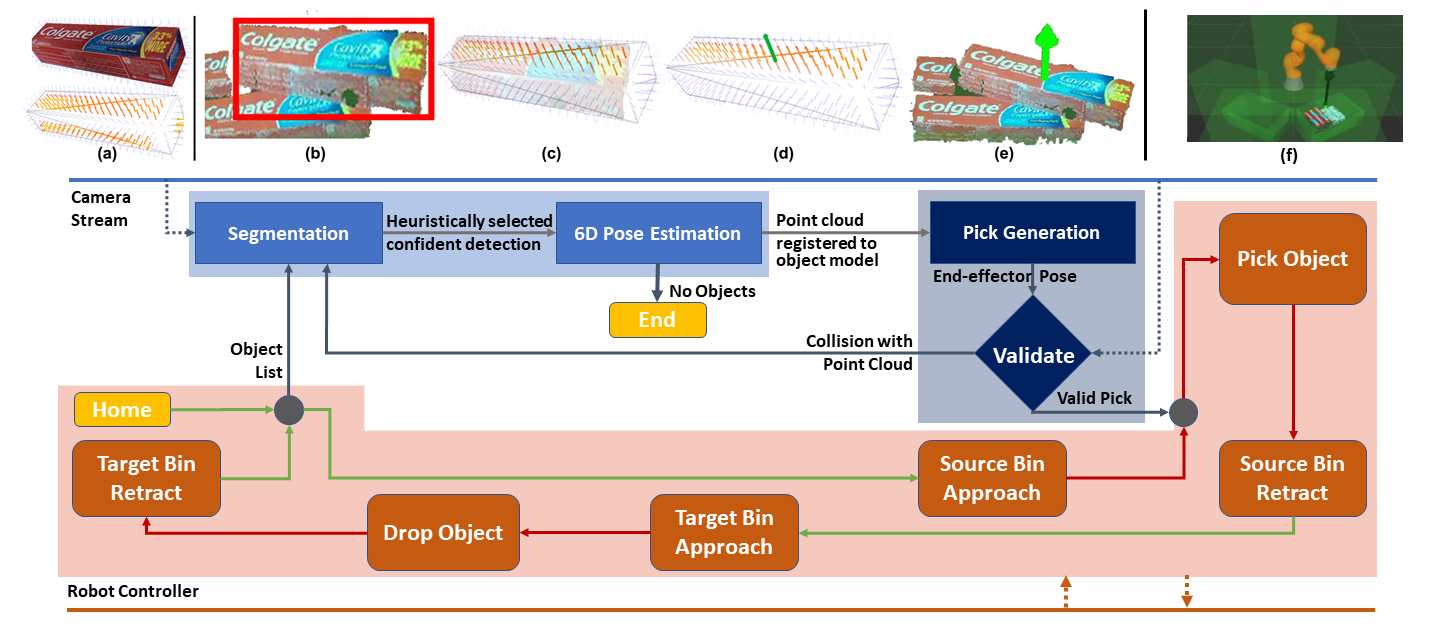 Colgate
Cavity
Protection
33%
MORE
Colgate
Cavity
33%
MORE
Colgate
Cavity
Colgate
Cavity
33%
MORE
Colgate
Cavity
(a)
(b)
(c)
(d)
(e)
(f)
Camera
Stream
Segmentation
Heuristically selected
confident detection
6D Pose Estimation
Point cloud
registered to
object model
Pick Generation
Pick Object
End-effector Pose
No Objects
End
Object
List
Collision with
Point Cloud
Validate
Valid Pick
Home
Target Bin
Retract
Source Bin
Approach
Source Bin
Retract
Drop Object
Target Bin
Approach
Robot Controller